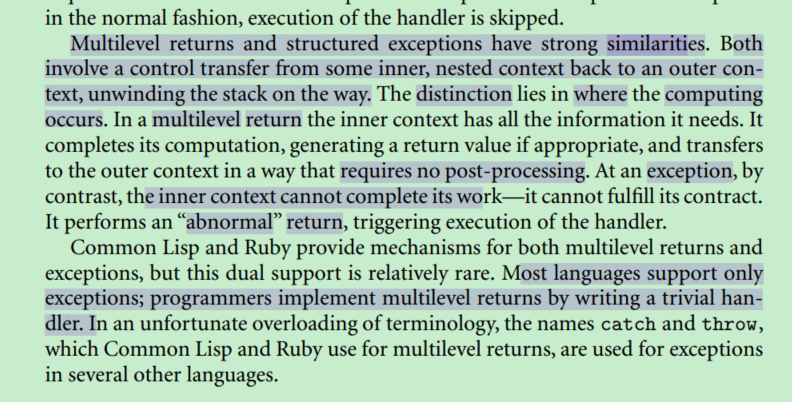 in the normal fashion, execution of the handler is skipped.
Multilevel returns and structured exceptions have strong similarities. Both
involve a control transfer from some inner, nested context back to an outer con-
text, unwinding the stack on the way. The distinction lies in where the computing
occurs. In a multilevel return the inner context has all the information it needs. It
completes its computation, generating a return value if appropriate, and transfers
to the outer context in a way that requires no post-processing. At an exception, by
contrast, the inner context cannot complete its work—it cannot fulfill its contract.
It performs an “abnormal” return, triggering execution of the handler.
Common Lisp and Ruby provide mechanisms for both multilevel returns and
exceptions, but this dual support is relatively rare. Most languages support only
exceptions; programmers implement multilevel returns by writing a trivial han-
dler. In an unfortunate overloading of terminology, the names catch and throw,
which Common Lisp and Ruby use for multilevel returns, are used for exceptions
in several other languages.